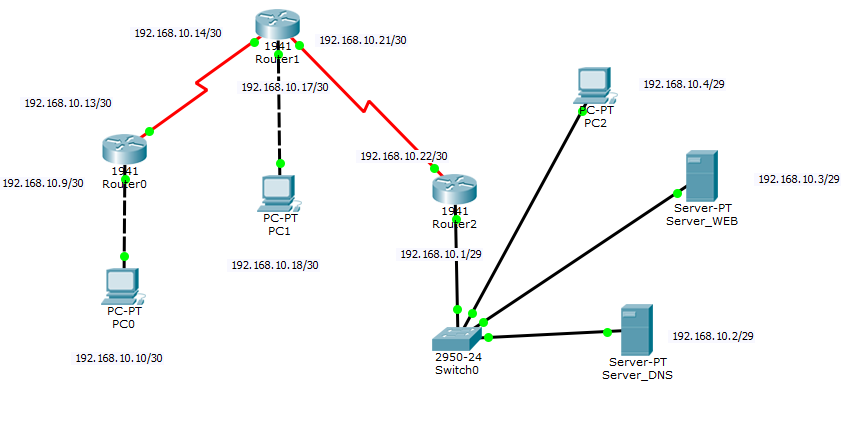 192.168.10.14/30
1941
Router1
192.168.10.21/30
192.168.10.17/30
192.168.10.13/30
1941
Router0
192.168.10.9/30
PC-PT
PC1
192.168.10.18/30
PC-PT
PC0
192.168.10.10/30
192.168.10.22/30
1941
Router2
192.168.10.1/29
PC-PT
PC2
192.168.10.4/29
Server-PT
Server_WEB
192.168.10.3/29
2950-24
Switch0
Server-PT
Server_DNS
192.168.10.2/29